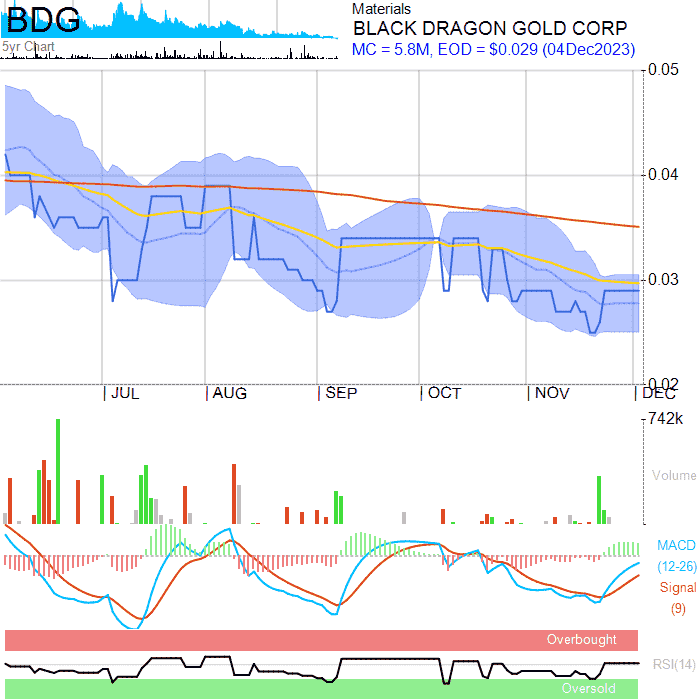 BDG
5yr Chart
Materials
BLACK DRAGON GOLD CORP
MC = 5.8M, EOD = $0.029 (04Dec2023)
0.05
0.04
0.03
0.02
JUL AUG SEP OCT NOV DEC
742k
Volume
MACD
(12-26)
Signal
(9)
Overbought
RSI(14)
Oversold